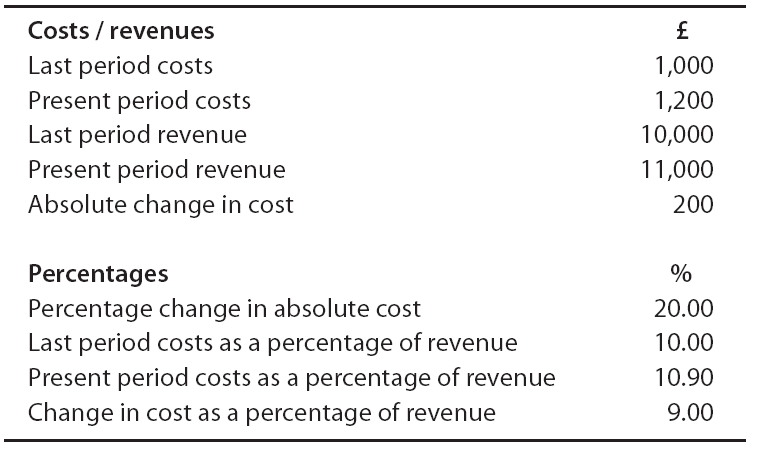 Costs / revenues £
Last period costs 1,000
Present period costs 1,200
Last period revenue 10,000
Present period revenue 11,000
Absolute change in cost 200
Percentages %
Percentage change in absolute cost 20.00
Last period costs as a percentage of revenue 10.00
Present period costs as a percentage of revenue 10.90
Change in cost as a percentage of revenue 9.00